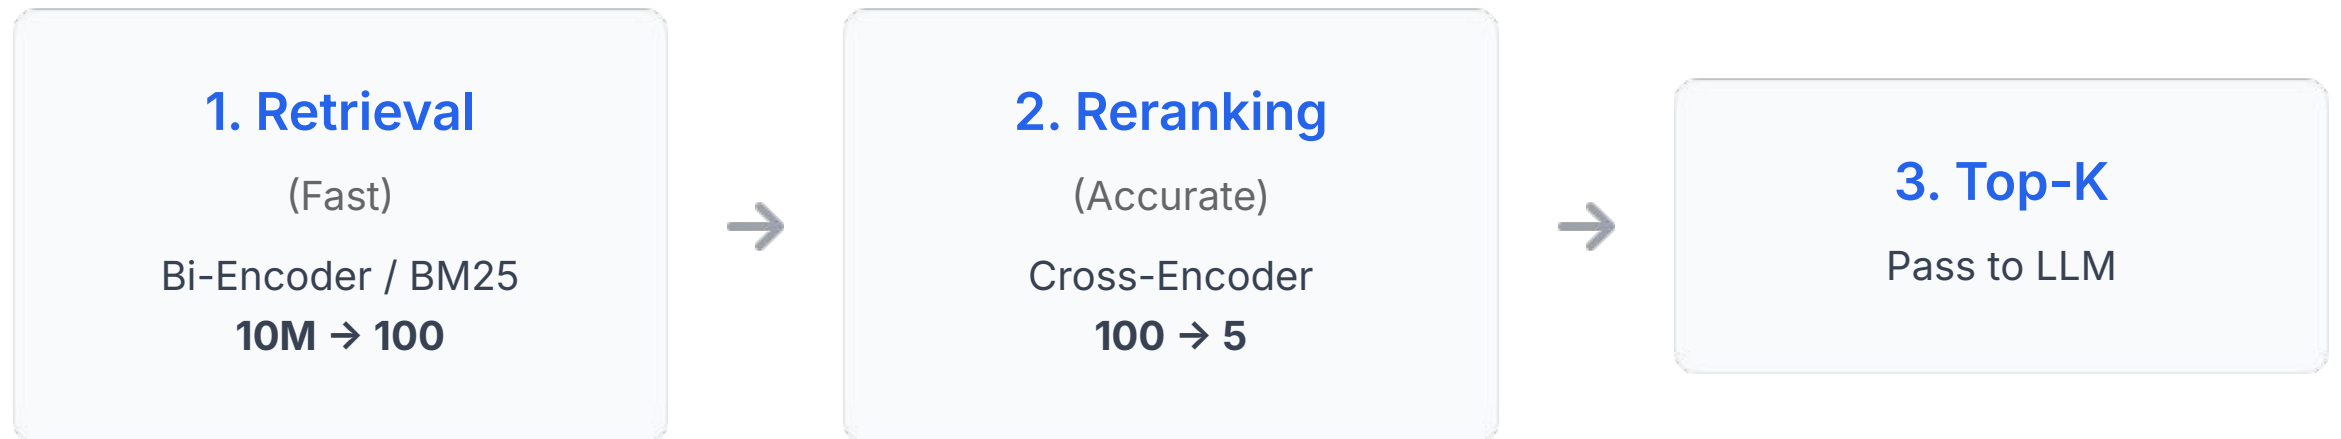 1. Retrieval
(Fast)
Bi-Encoder / BM25
10M → 100
2. Reranking
(Accurate)
Cross-Encoder
100 → 5
3. Top-K
Pass to LLM